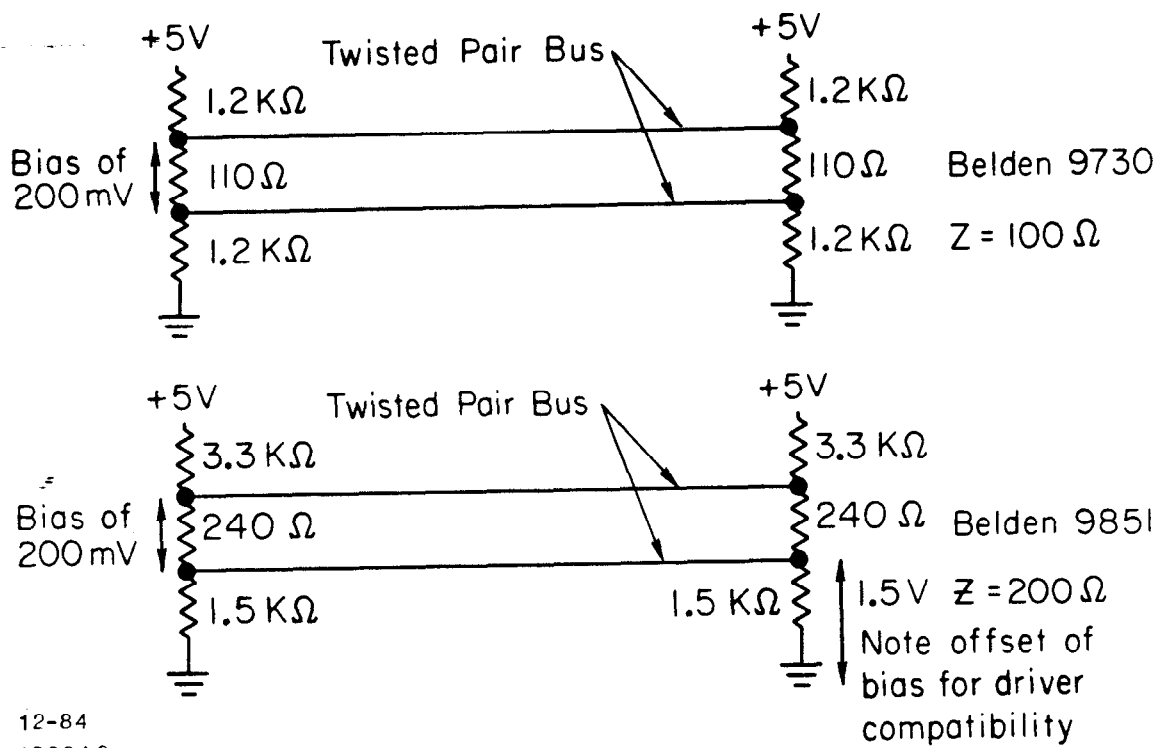 +5V
+5V
Twisted Pair Bus
1.2KΩ
1.2KΩ
Bias of
200mV
110Ω
110Ω
Belden 9730
1.2KΩ
1.2KΩ
Z = 100Ω
+5V
+5V
Twisted Pair Bus
3.3KΩ
3.3KΩ
Bias of
200mV
240Ω
240Ω
Belden 9851
1.5KΩ
1.5KΩ
1.5V
Z = 200Ω
Note offset of
bias for driver
compatibility
12-84